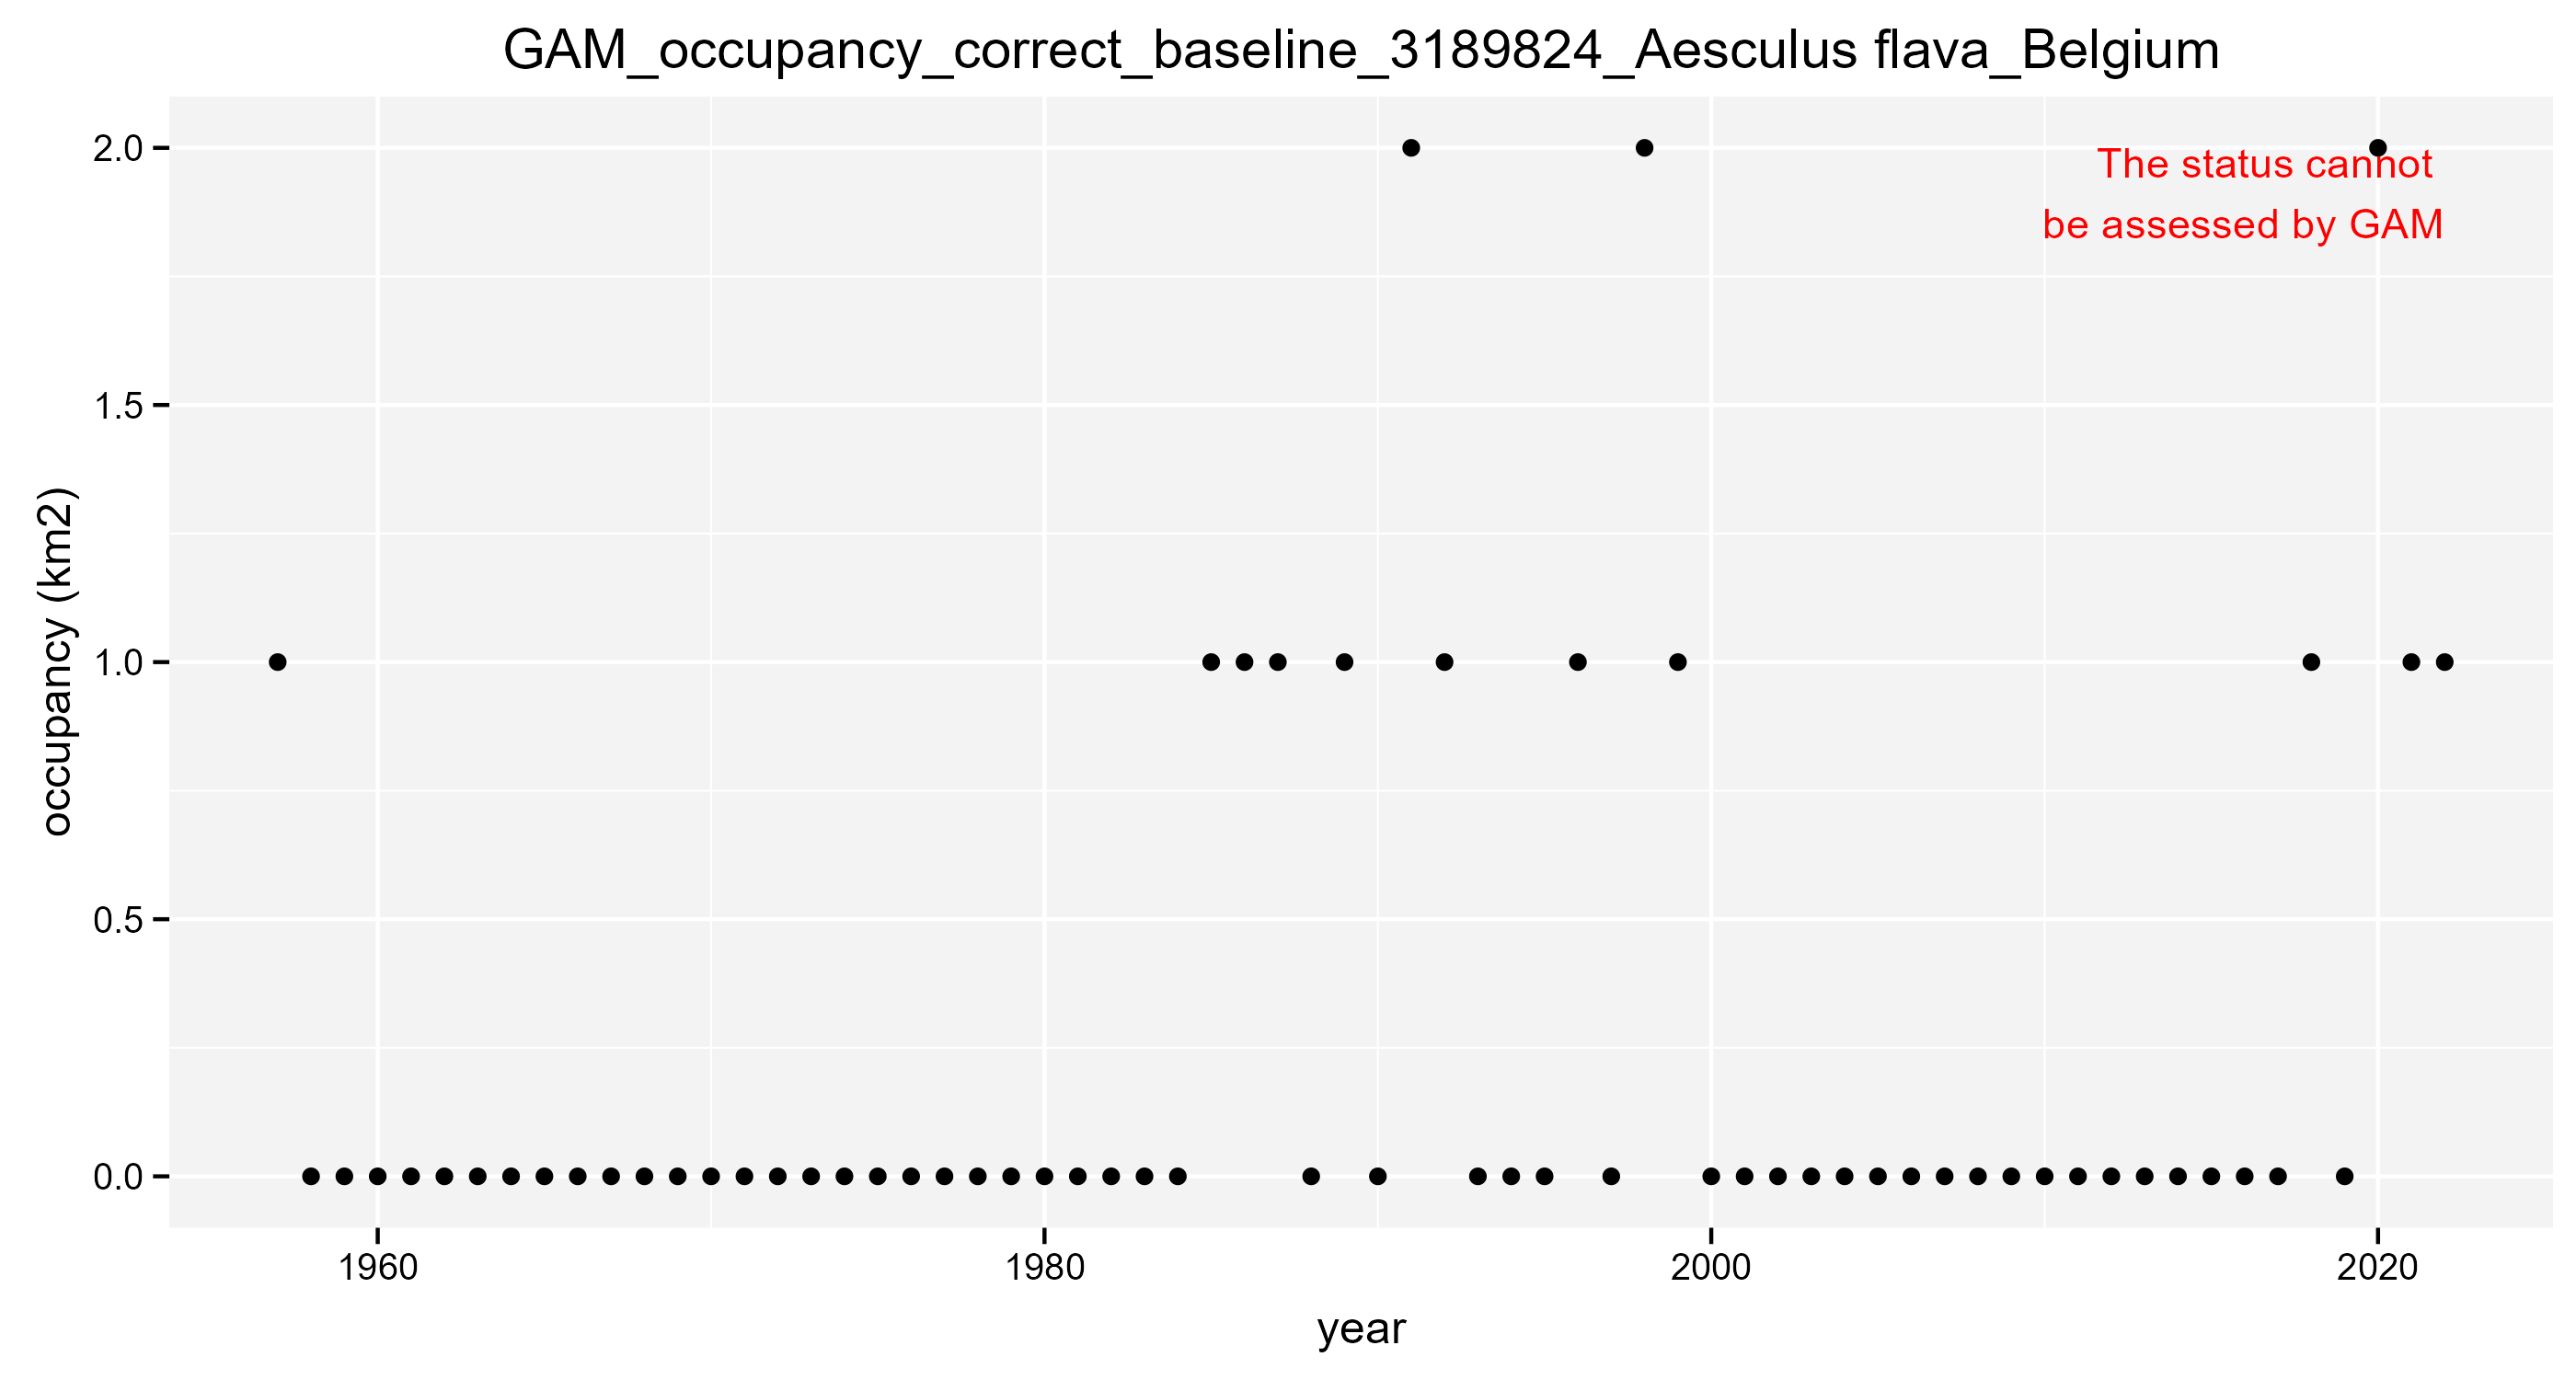 GAM_occupancy_correct_baseline_3189824_Aesculus flava_Belgium
The status cannot
be assessed by GAM
occupancy (km2)
2.0
1.5
1.0
0.5
0.0
1960
1980
2000
2020
year